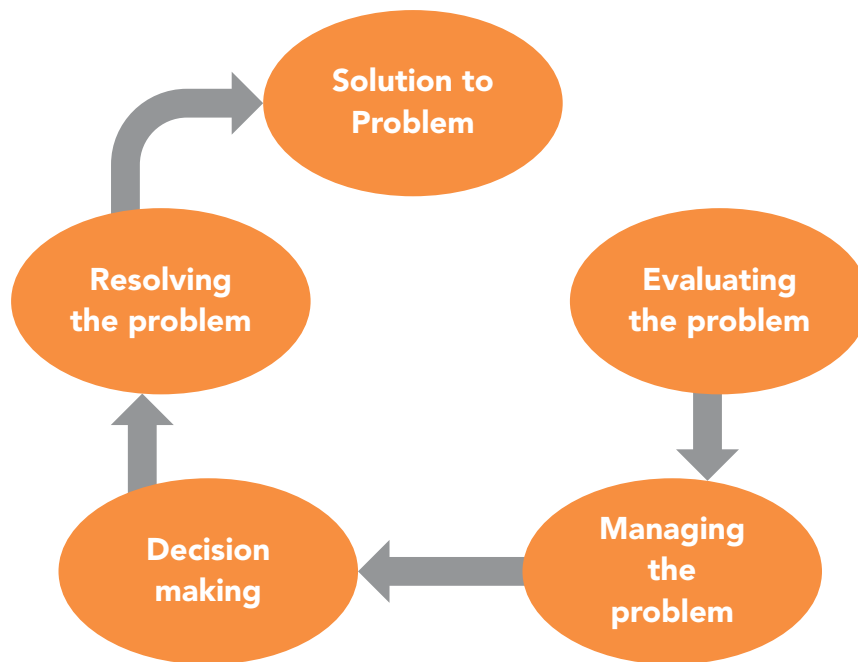 Solution to
Problem
Resolving
the problem
Evaluating
the problem
Decision
making
Managing
the
problem